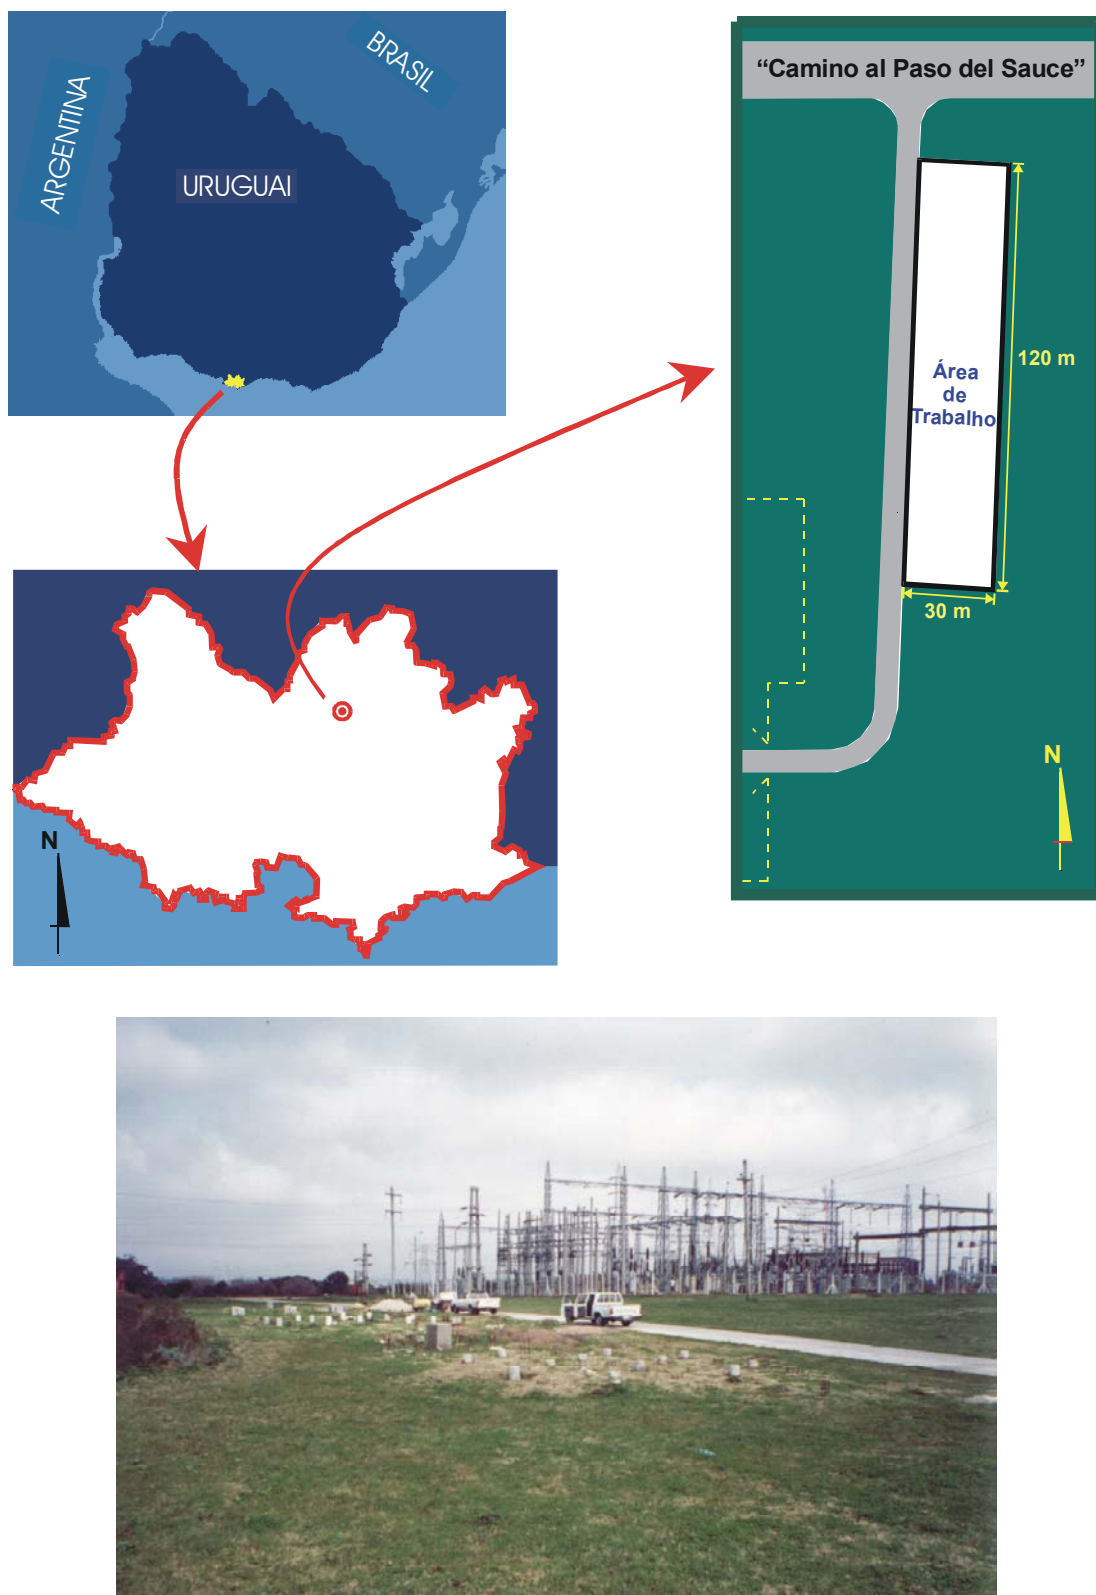 BRASIL
ARGENTINA
URUGUAI
“Camino al Paso del Sauce”
120 m
Área
de
Trabalho
30 m
N
N